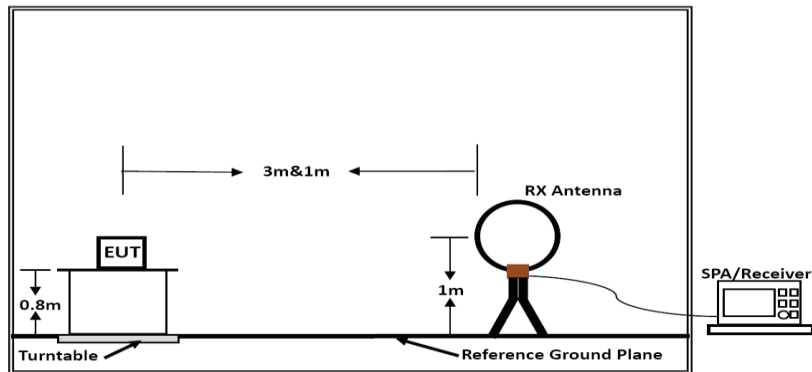 3m&1m
RX Antenna
EUT
SPA/Receiver
0.8m
1m
Turntable
Reference Ground Plane